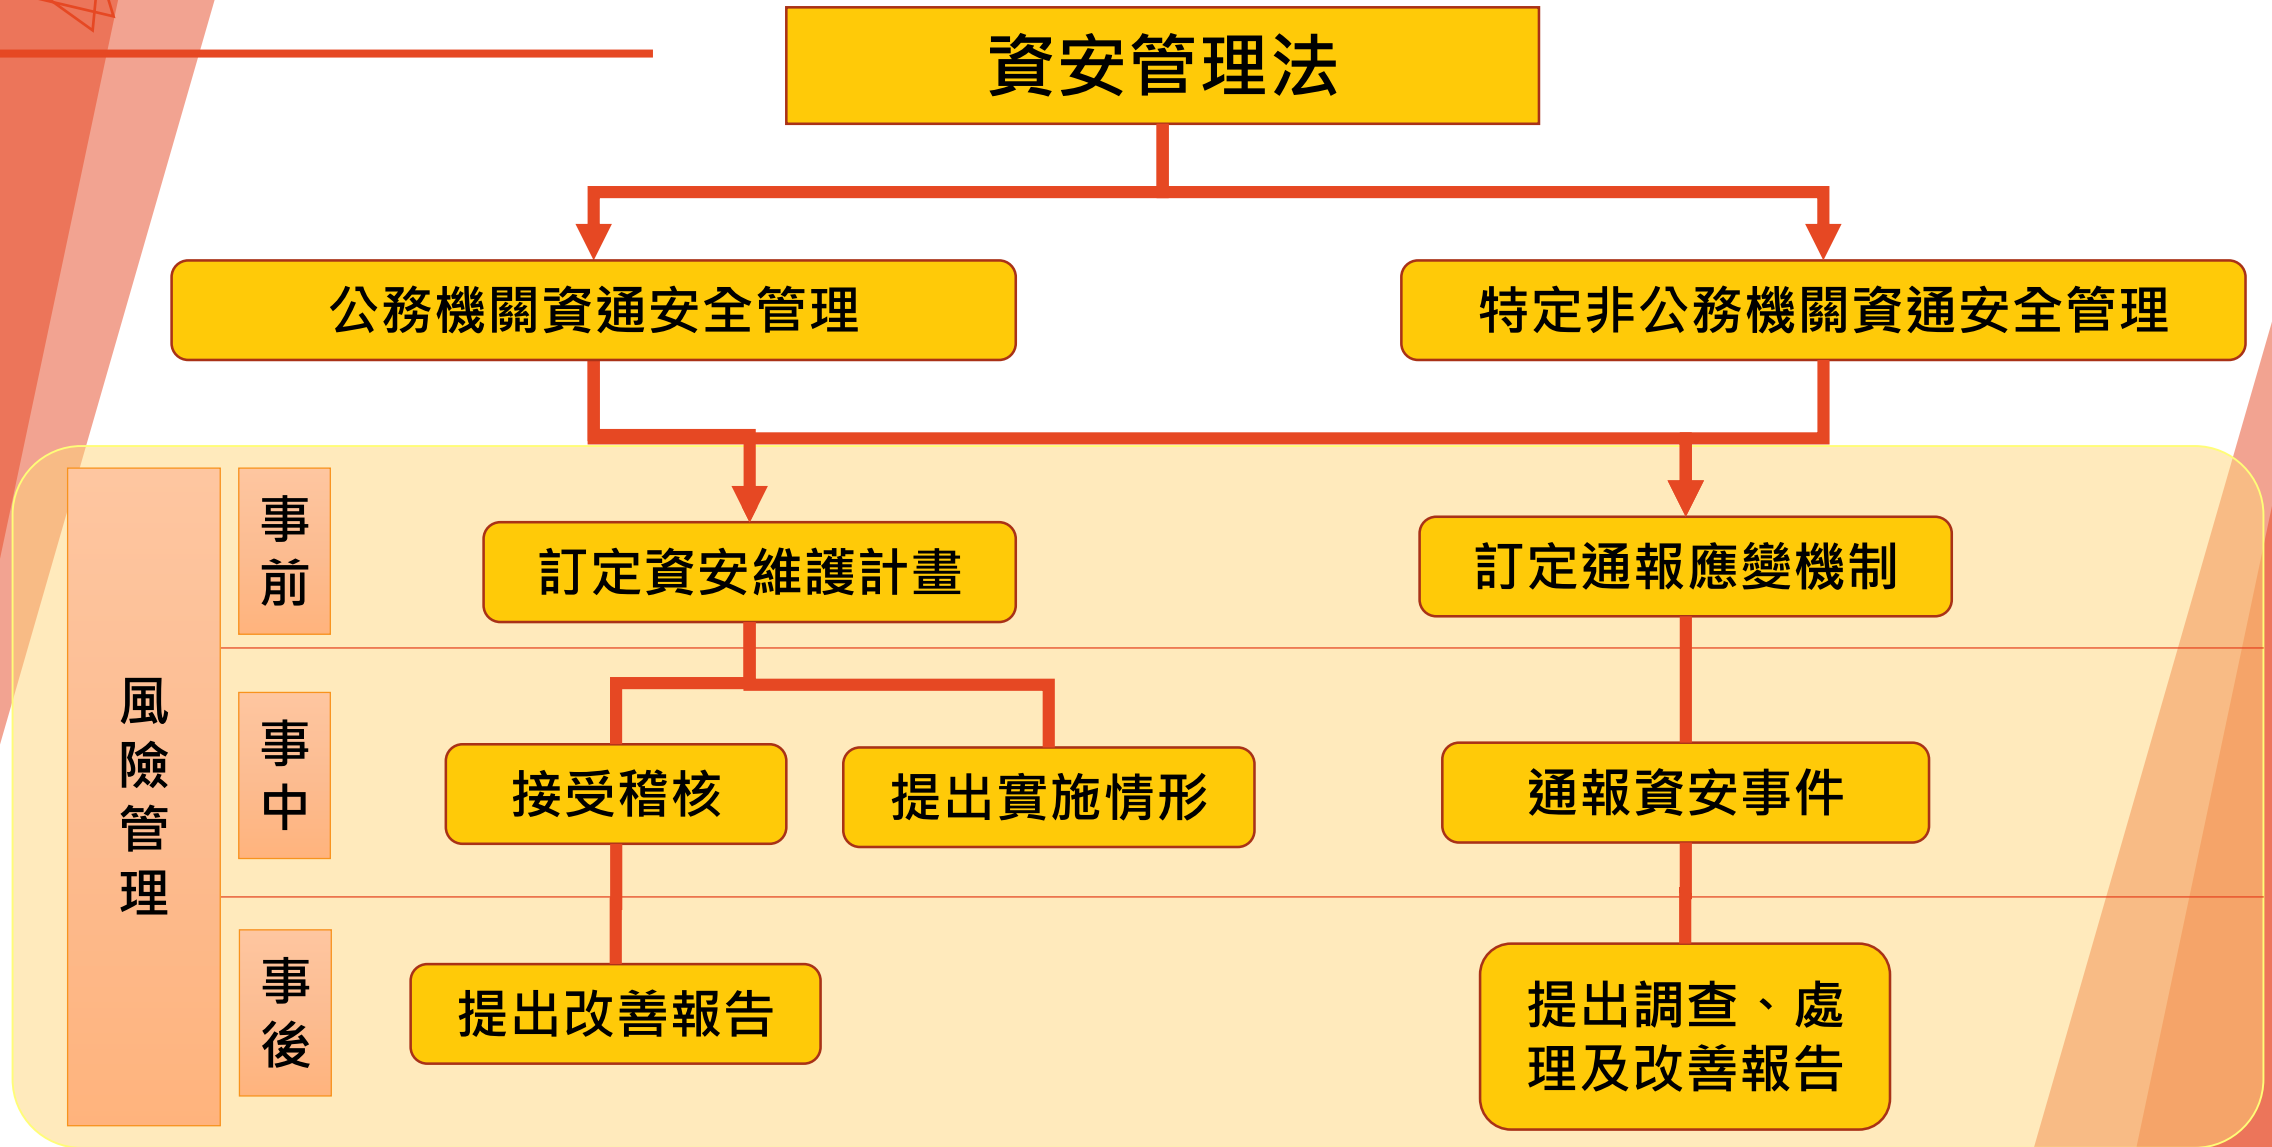 資安管理法
公務機關資通安全管理
特定非公務機關資通安全管理
風險管理
事前
訂定資安維護計畫
訂定通報應變機制
事中
接受稽核
提出實施情形
通報資安事件
事後
提出改善報告
提出調查、處
理及改善報告